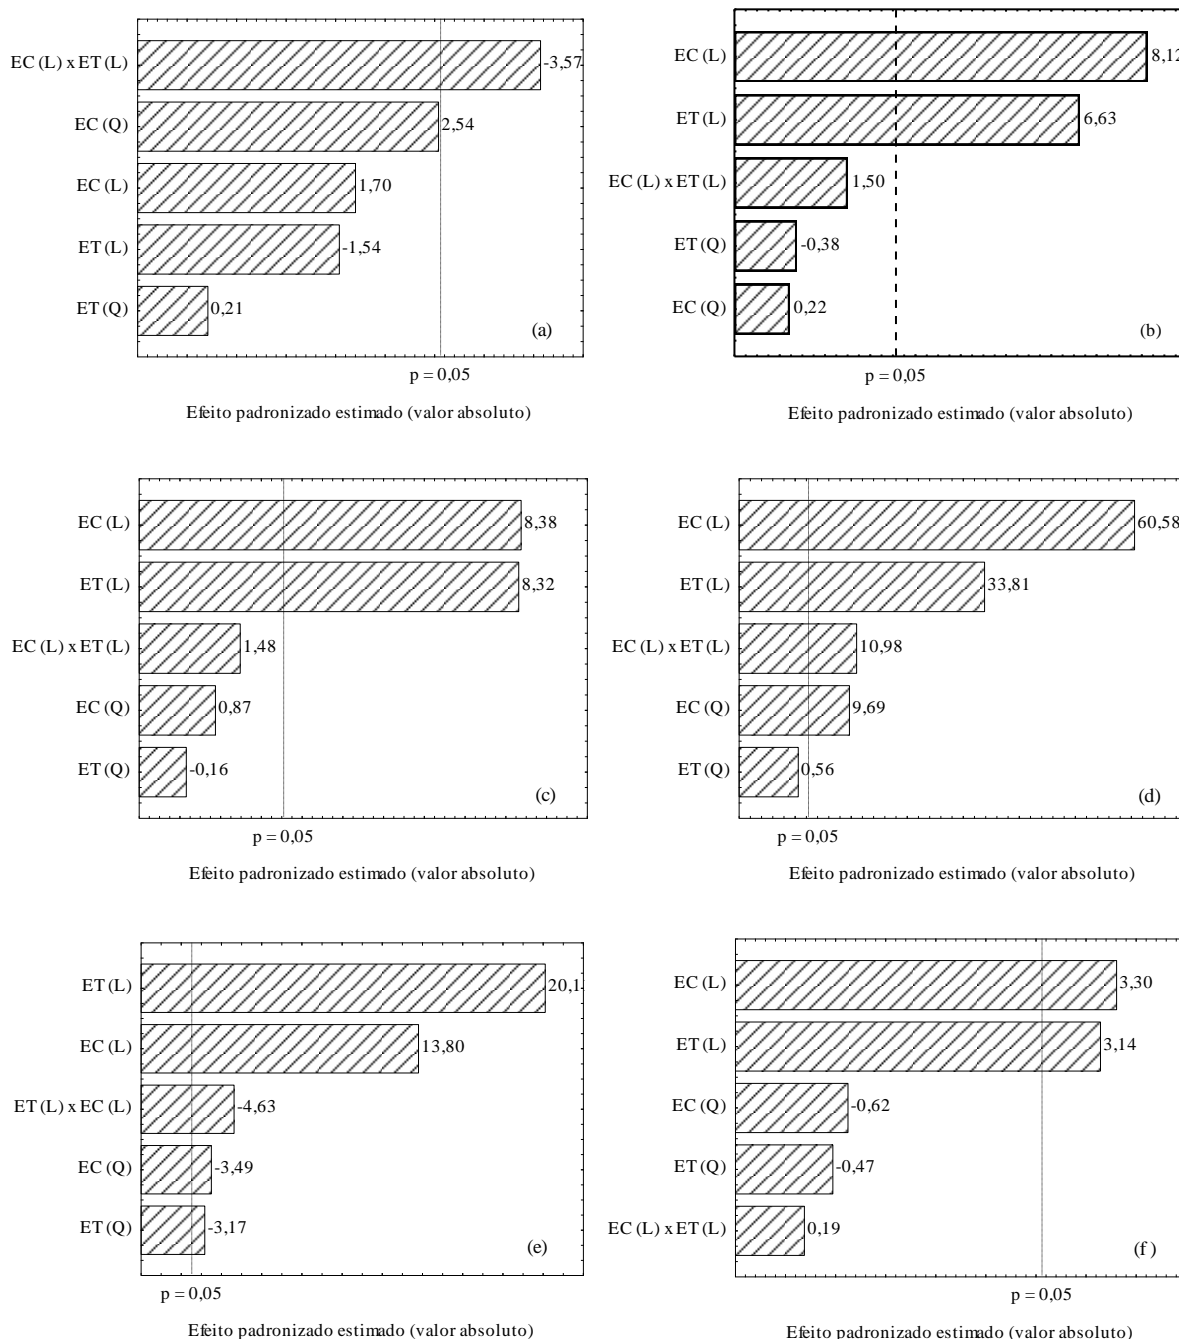 EC (L) x ET (L)
-3,57
EC (Q)
2,54
EC (L)
1,70
ET (L)
-1,54
ET (Q)
0,21
(a)
p = 0,05
Efeito padronizado estimado (valor absoluto)
EC (L)
8,12
ET (L)
6,63
EC (L) x ET (L)
1,50
ET (Q)
-0,38
EC (Q)
0,22
(b)
p = 0,05
Efeito padronizado estimado (valor absoluto)
EC (L)
8,38
ET (L)
8,32
EC (L) x ET (L)
1,48
EC (Q)
0,87
ET (Q)
-0,16
(c)
p = 0,05
Efeito padronizado estimado (valor absoluto)
EC (L)
60,58
ET (L)
33,81
EC (L) x ET (L)
10,98
EC (Q)
9,69
ET (Q)
0,56
(d)
p = 0,05
Efeito padronizado estimado (valor absoluto)
ET (L)
20,1
EC (L)
13,80
ET (L) x EC (L)
-4,63
EC (Q)
-3,49
ET (Q)
-3,17
(e)
p = 0,05
Efeito padronizado estimado (valor absoluto)
EC (L)
3,30
ET (L)
3,14
EC (Q)
-0,62
ET (Q)
-0,47
EC (L) x ET (L)
0,19
(f )
p = 0,05
Efeito padronizado estimado (valor absoluto)